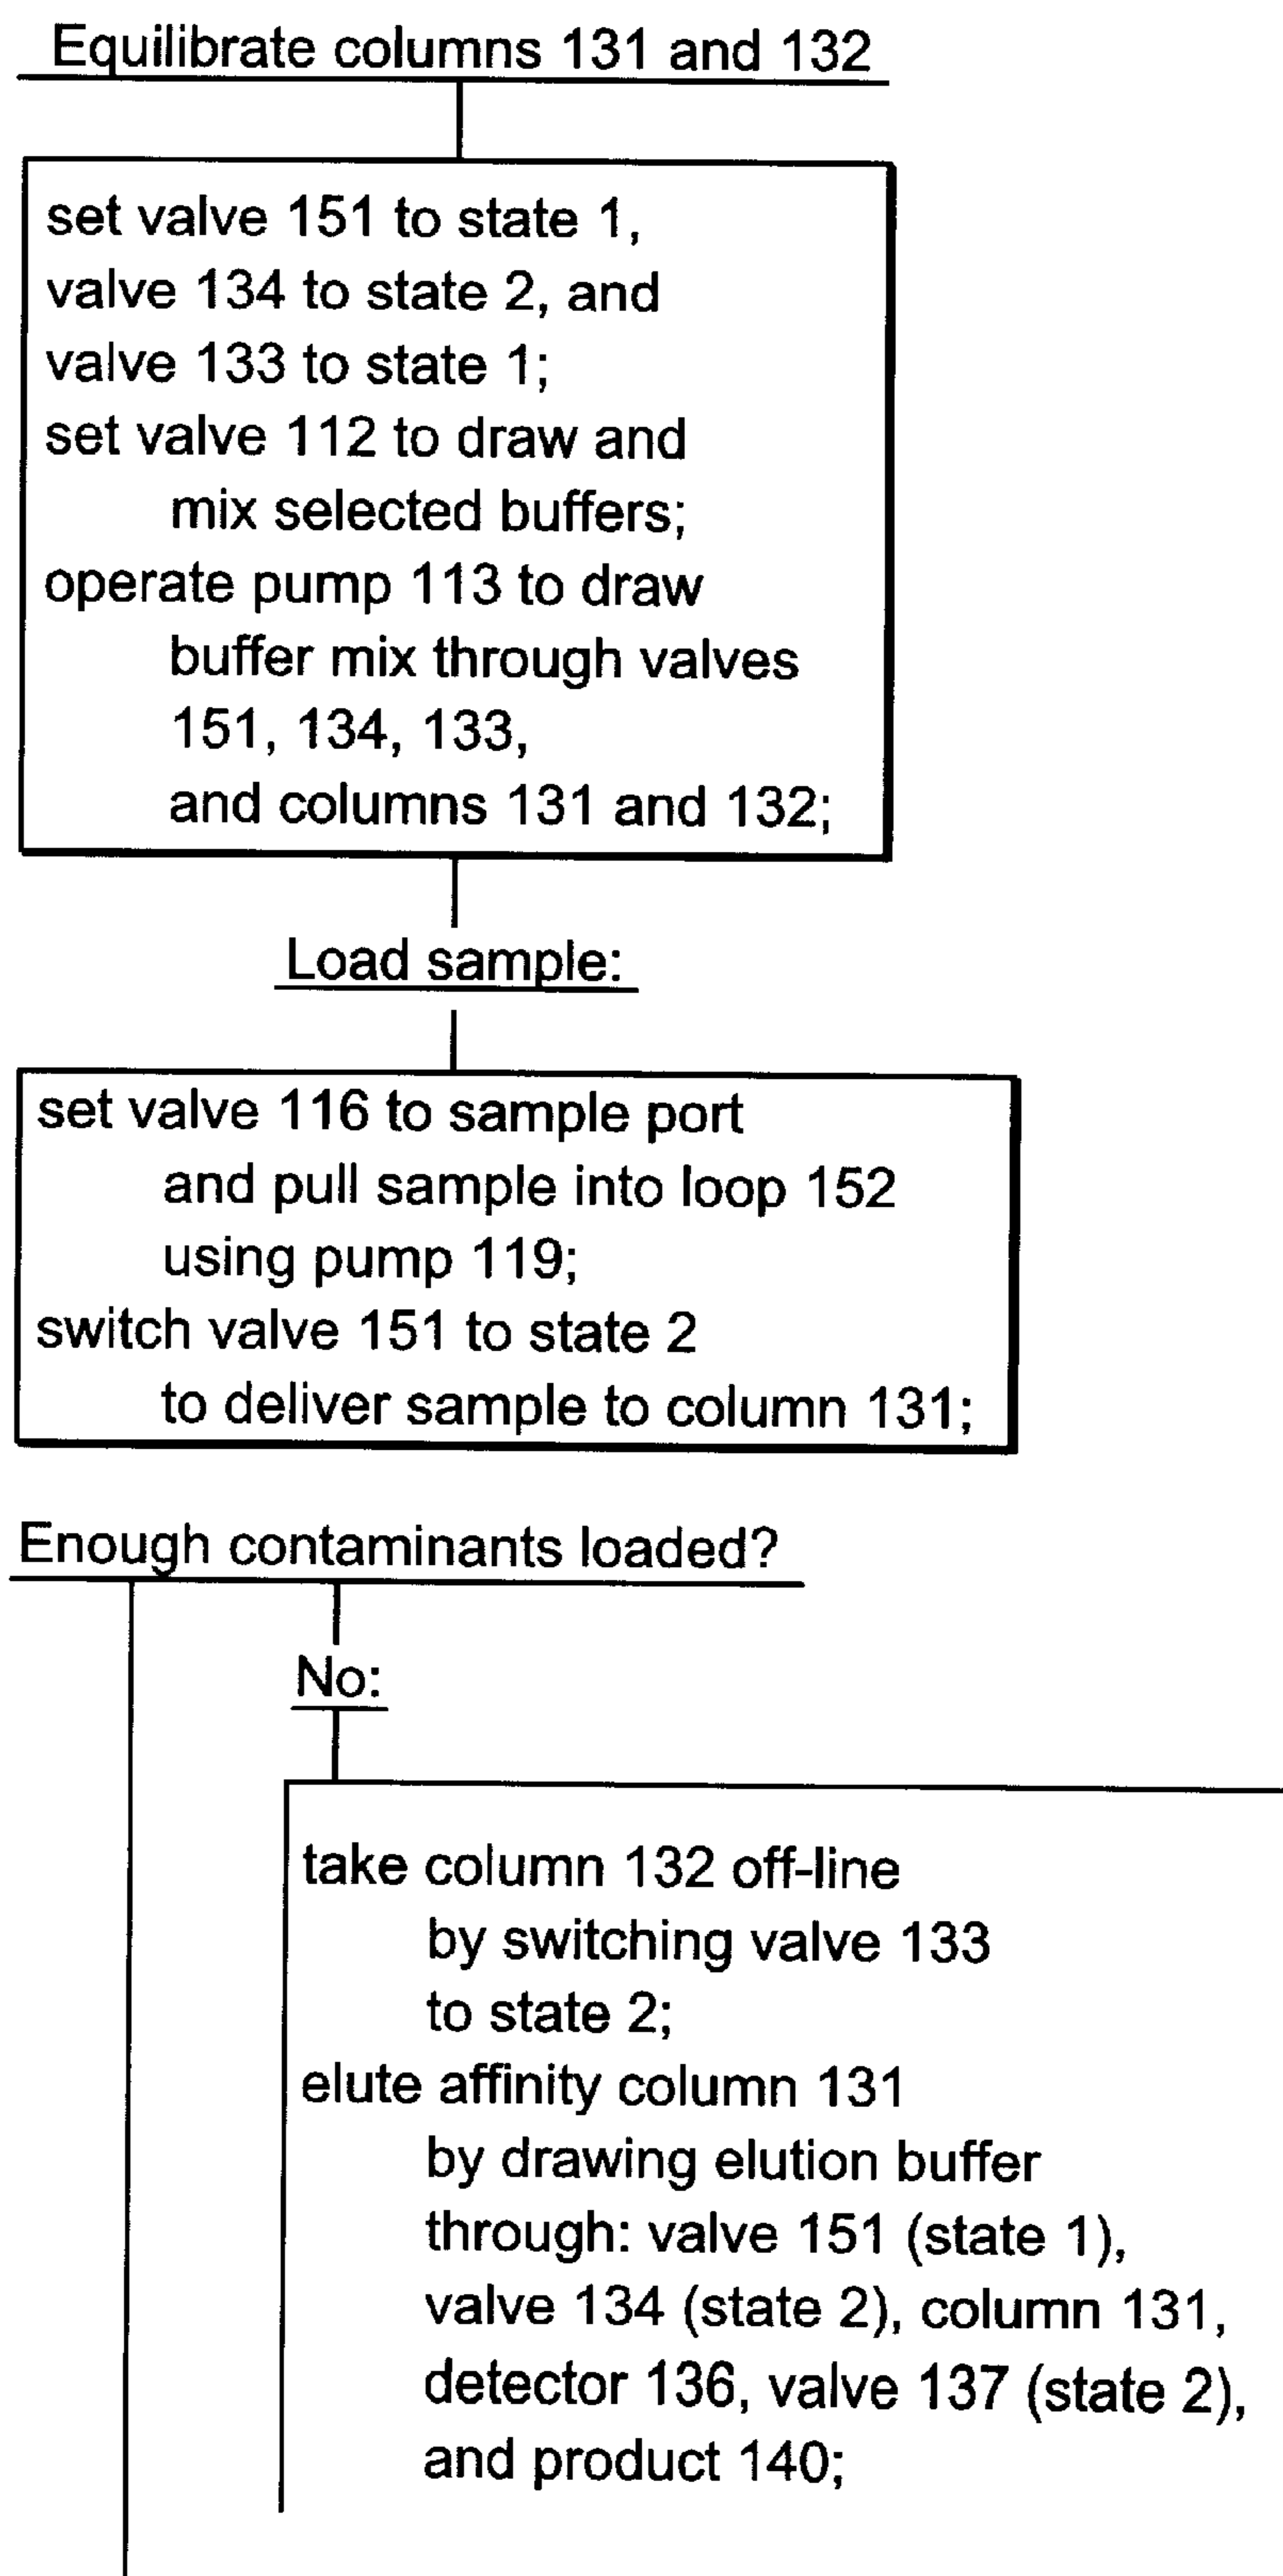 Equilibrate columns 131 and 132
set valve 151 to state 1,
valve 134 to state 2, and
valve 133 to state 1;
set valve 112 to draw and
mix selected buffers;
operate pump 113 to draw
buffer mix through valves
151, 134, 133,
and columns 131 and 132;
Load sample:
set valve 116 to sample port
and pull sample into loop 152
using pump 119;
switch valve 151 to state 2
to deliver sample to column 131;
Enough contaminants loaded?
No:
take column 132 off-line
by switching valve 133
to state 2;
elute affinity column 131
by drawing elution buffer
through: valve 151 (state 1),
valve 134 (state 2), column 131,
detector 136, valve 137 (state 2),
and product 140;